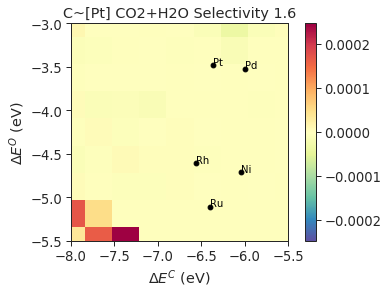 C~[Pt] CO2+H2O Selectivity 1.6
−3.0
−3.5
−4.0
−4.5
−5.0
−5.5
ΔE^O (eV)
Pt
Pd
Rh
Ni
Ru
−8.0 −7.5 −7.0 −6.5 −6.0 −5.5
ΔE^C (eV)
0.0002
0.0001
0.0000
−0.0001
−0.0002